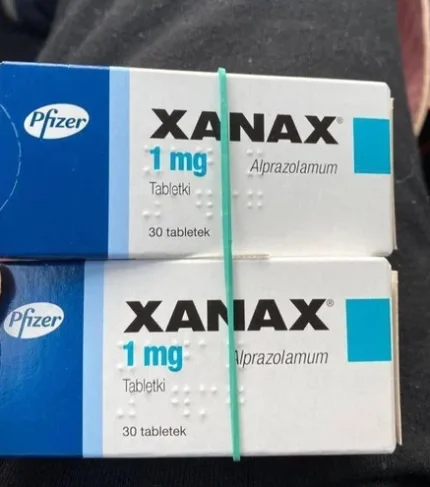 Pfizer
XANAX®
1 mg
Alprazolamum
Tabletki
30 tabletek
Pfizer
XANAX®
1 mg
Alprazolamum
Tabletki
30 tabletek